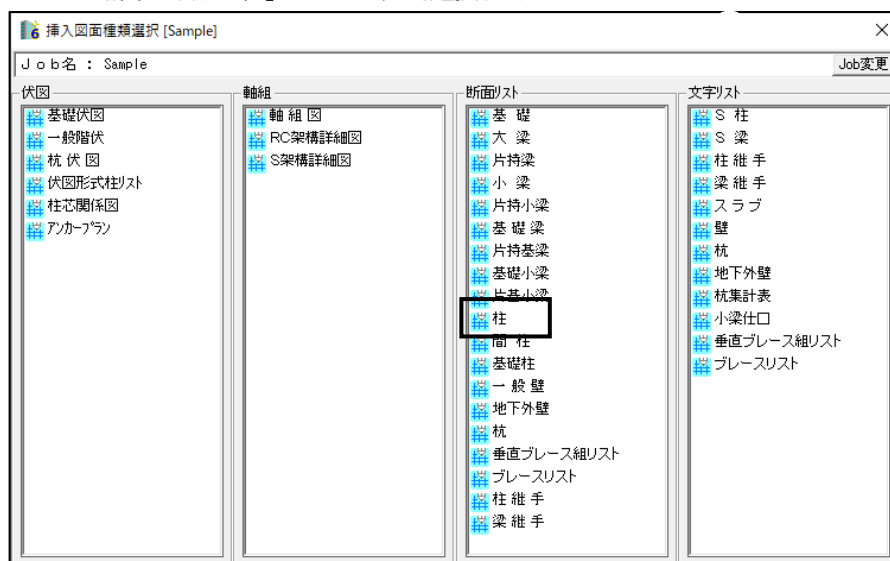 挿入図面種類選択 [Sample]
Ｊｏｂ名 ： Sample
Job変更
伏図
基礎伏図
一般階伏
杭 伏 図
伏図形式柱リスト
柱芯関係図
アンカープラン
軸組
軸 組 図
RC架構詳細図
S架構詳細図
断面リスト
基 礎
大 梁
片持梁
小 梁
片持小梁
基 礎 梁
片持基梁
基礎小梁
片基小梁
柱
間 柱
基礎柱
一 般 壁
地下外壁
杭
垂直ブレース組リスト
ブレースリスト
柱 継 手
梁 継 手
文字リスト
Ｓ 柱
Ｓ 梁
柱 継 手
梁 継 手
ス ラ ブ
壁
杭
地下外壁
杭集計表
小梁仕口
垂直ブレース組リスト
ブレースリスト